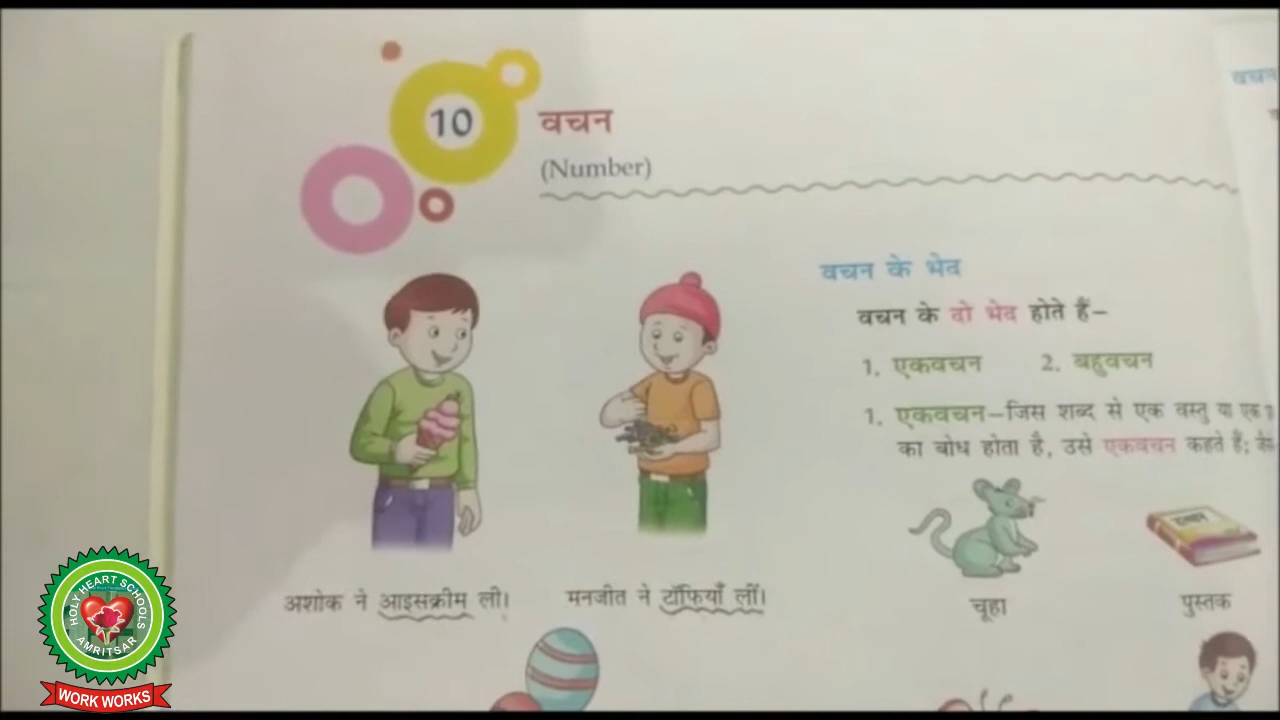 10
वचन
(Number)
अशोक ने आइसक्रीम ली।
मनजीत ने टॉफियाँ लीं।
वचन के भेद
वचन के दो भेद होते हैं–
1. एकवचन 2. बहुवचन
1. एकवचन–जिस शब्द से एक वस्तु या एक
का बोध होता है, उसे एकवचन कहते हैं;
चूहा
पुस्तक
वचन
HOLY HEART SCHOOLS
AMRITSAR
WORK WORKS